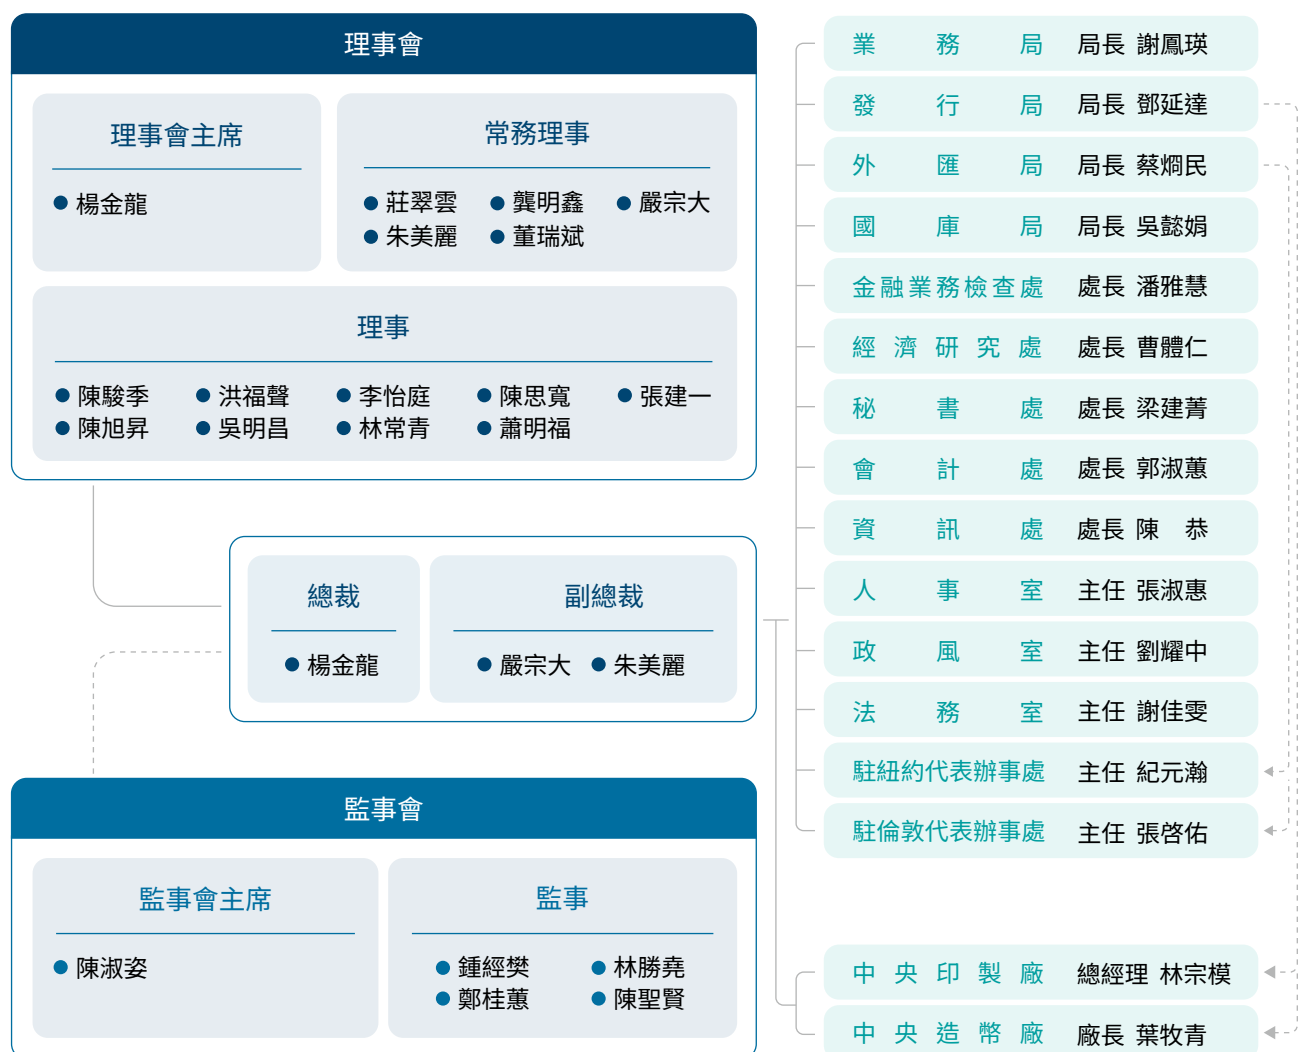 理事會
理事會主席
楊金龍
常務理事
莊翠雲 龔明鑫 嚴宗大
朱美麗 董瑞斌
理事
陳駿季 洪福聲 李怡庭 陳思寬 張建一
陳旭昇 吳明昌 林常青 蕭明福
總裁
楊金龍
副總裁
嚴宗大 朱美麗
監事會
監事會主席
陳淑姿
監事
鍾經樊 林勝堯
鄭桂蕙 陳聖賢
業務局 局長 謝鳳瑛
發行局 局長 鄧延達
外匯局 局長 蔡烱民
國庫局 局長 吳懿娟
金融業務檢查處 處長 潘雅慧
經濟研究處 處長 曹體仁
秘書處 處長 梁建菁
會計處 處長 郭淑蕙
資訊處 處長 陳 恭
人事室 主任 張淑惠
政風室 主任 劉耀中
法務室 主任 謝佳雯
駐紐約代表辦事處 主任 紀元瀚
駐倫敦代表辦事處 主任 張啓佑
中央印製廠 總經理 林宗模
中央造幣廠 廠長 葉牧青